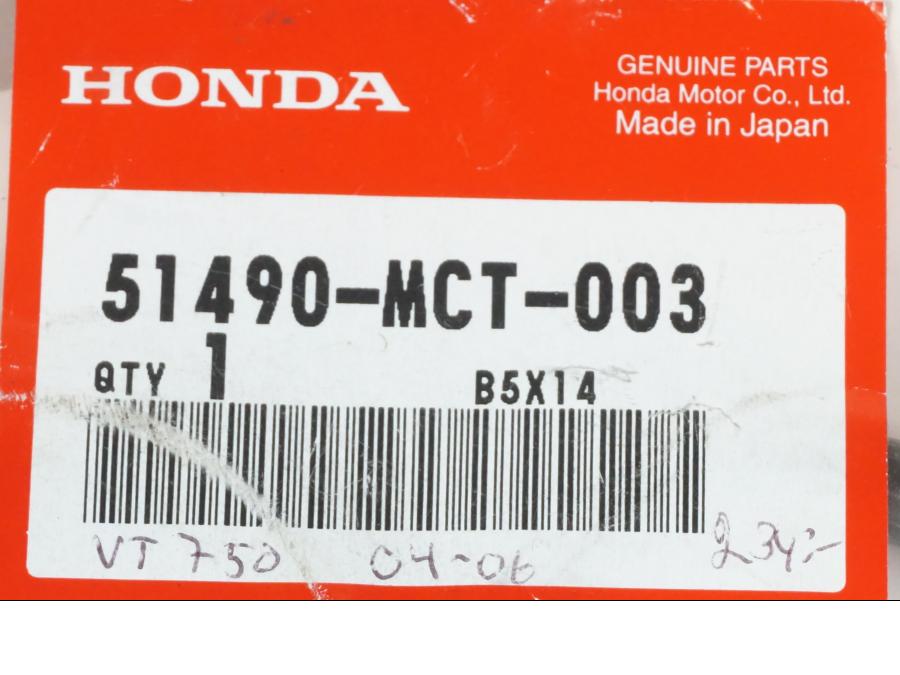 HONDA
GENUINE PARTS
Honda Motor Co., Ltd.
Made in Japan
51490-MCT-003
QTY 1 B5X14
VT 750 04-06 234:-